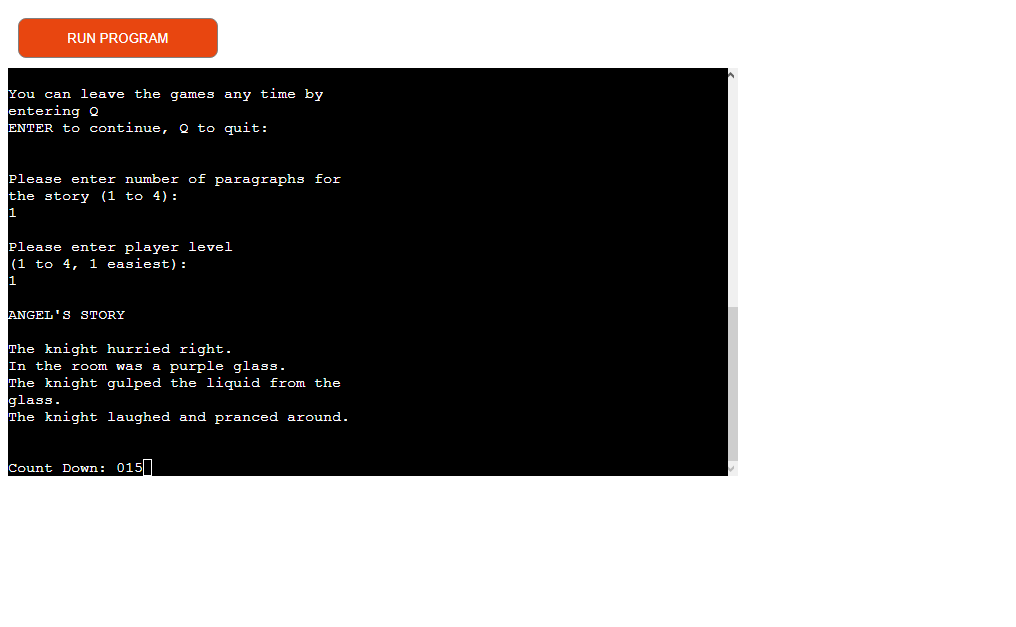 RUN PROGRAM
You can leave the games any time by
entering Q
ENTER to continue, Q to quit:
Please enter number of paragraphs for
the story (1 to 4):
1
Please enter player level
(1 to 4, 1 easiest):
1
ANGEL'S STORY
The knight hurried right.
In the room was a purple glass.
The knight gulped the liquid from the
glass.
The knight laughed and pranced around.
Count Down: 015